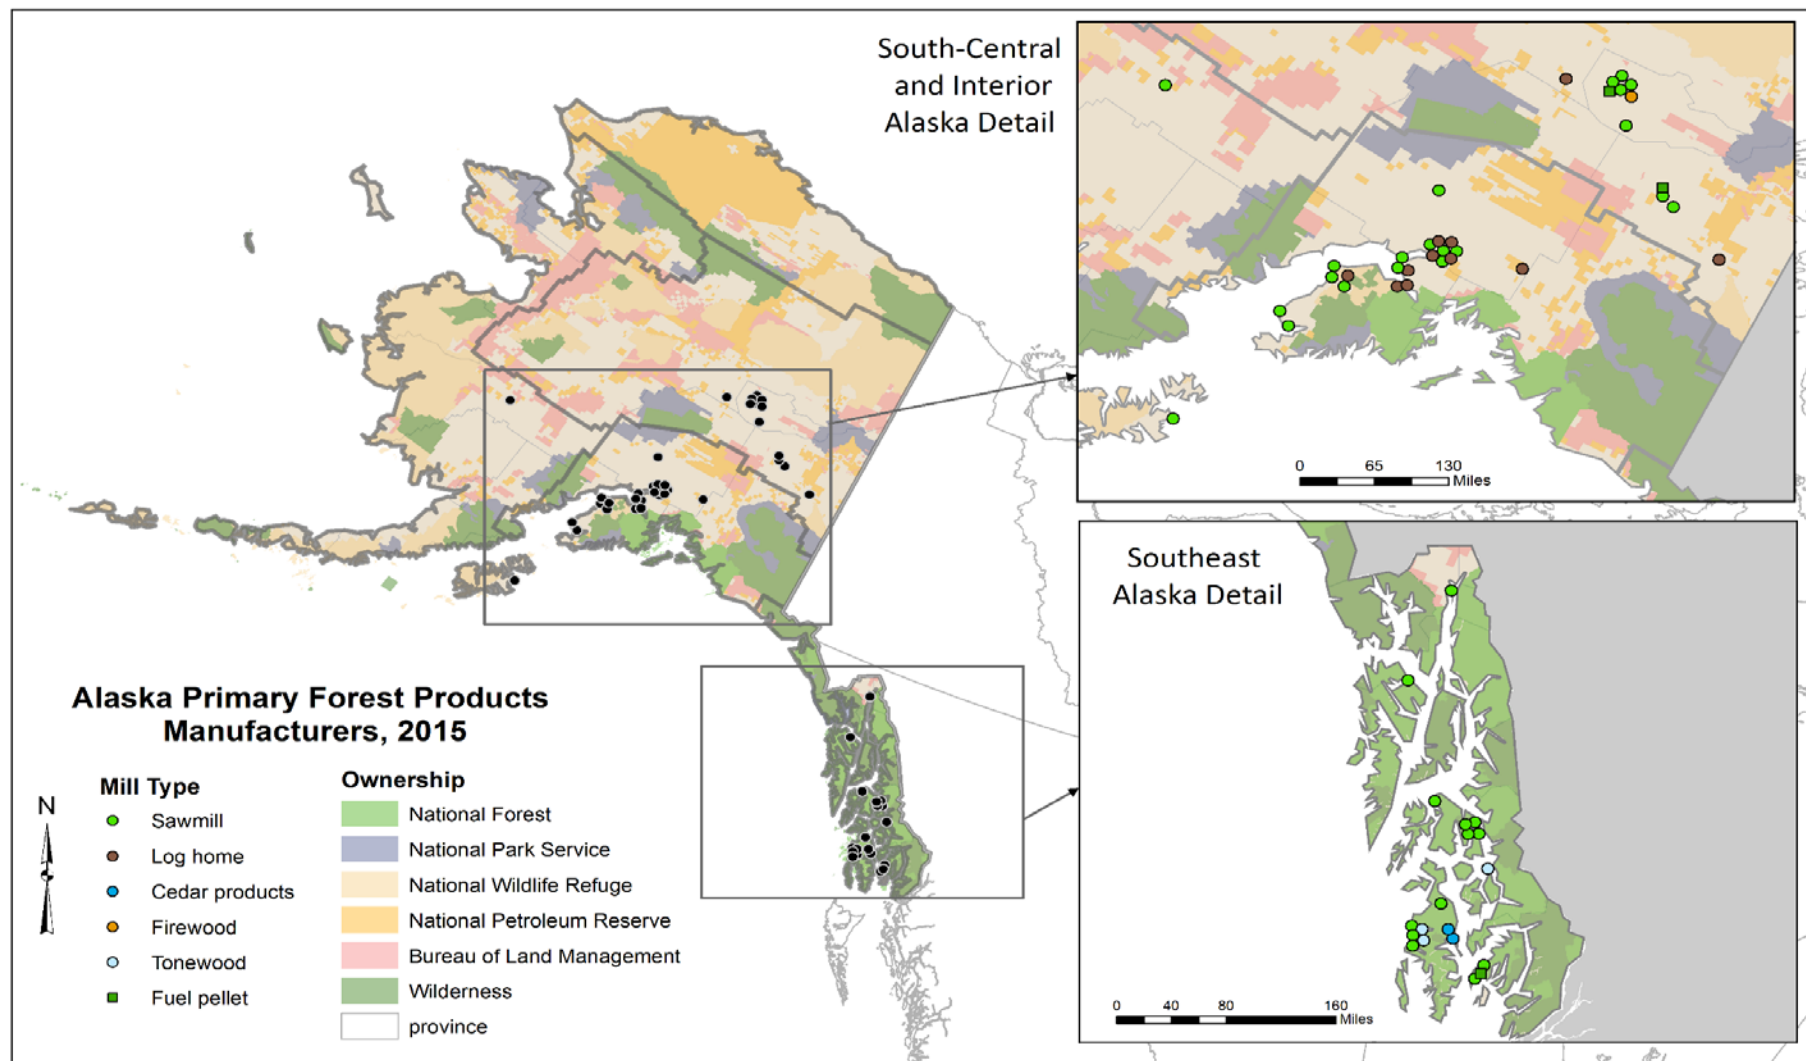 South-Central
and Interior
Alaska Detail
0 65 130
Miles
Southeast
Alaska Detail
0 40 80 160
Miles
Alaska Primary Forest Products
Manufacturers, 2015
N
Mill Type
Sawmill
Log home
Cedar products
Firewood
Tonewood
Fuel pellet
Ownership
National Forest
National Park Service
National Wildlife Refuge
National Petroleum Reserve
Bureau of Land Management
Wilderness
province